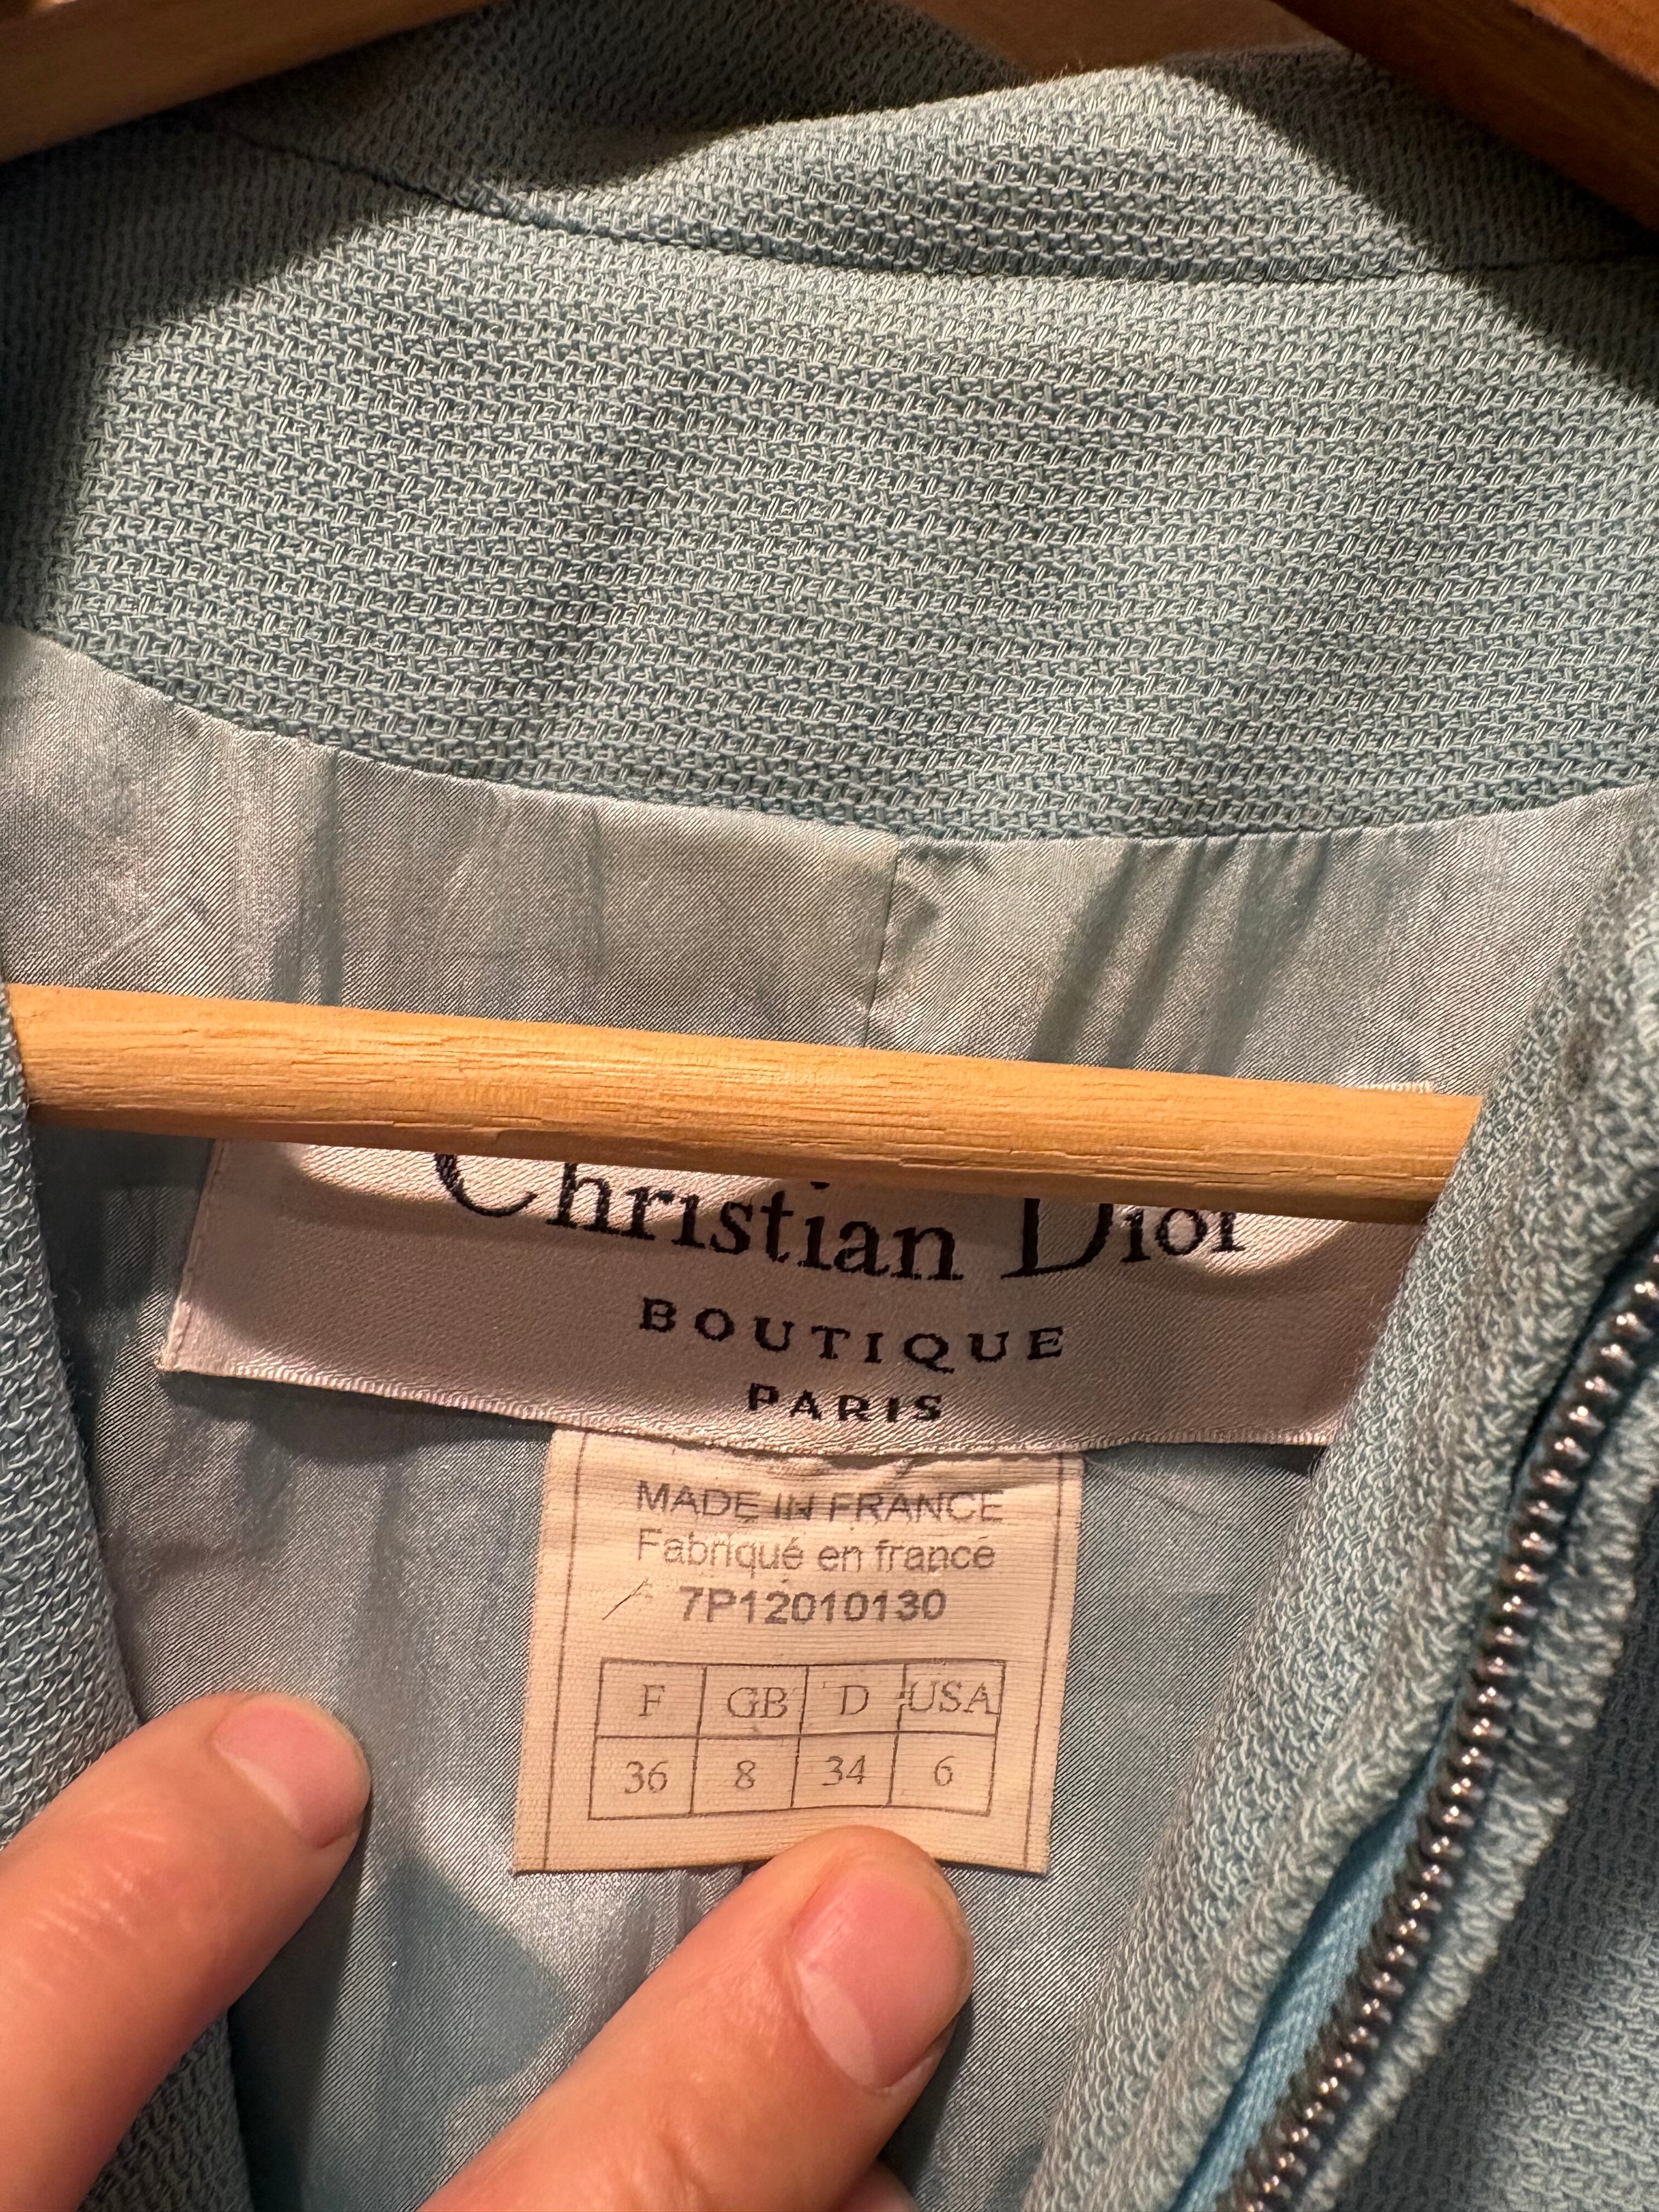 Christian Dior
BOUTIQUE
PARIS
MADE IN FRANCE
Fabriqué en france
7P12010130
F GB D USA
36 8 34 6